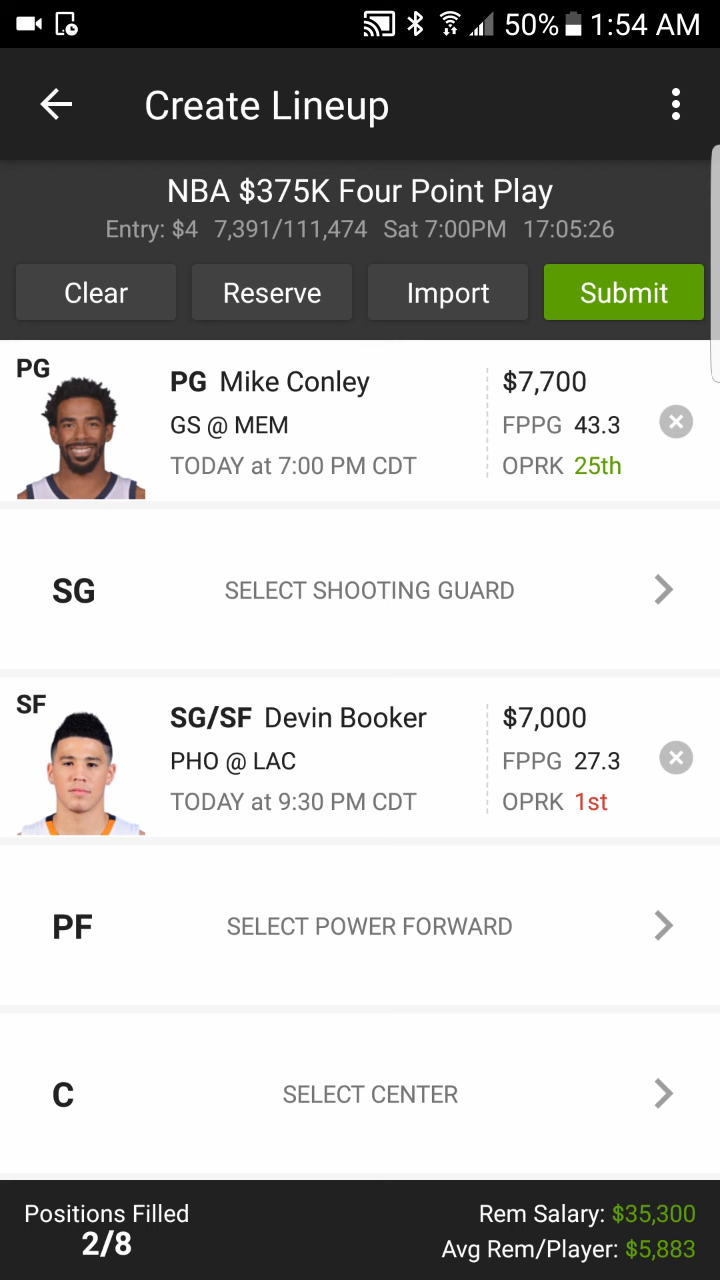 50% 1:54 AM
Create Lineup
NBA $375K Four Point Play
Entry: $4 7,391/111,474 Sat 7:00PM 17:05:26
Clear Reserve Import Submit
PG
PG Mike Conley $7,700
GS @ MEM FPPG 43.3
TODAY at 7:00 PM CDT OPRK 25th
SG SELECT SHOOTING GUARD
SF
SG/SF Devin Booker $7,000
PHO @ LAC FPPG 27.3
TODAY at 9:30 PM CDT OPRK 1st
PF SELECT POWER FORWARD
C SELECT CENTER
Positions Filled Rem Salary: $35,300
2/8 Avg Rem/Player: $5,883